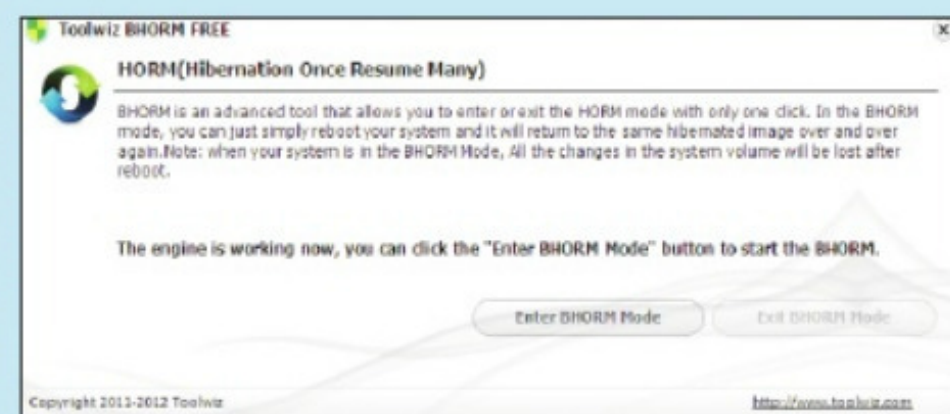 Toolwiz BHORM FREE
HORM(Hibernation Once Resume Many)
BHORM is an advanced tool that allows you to enter or exit the HORM mode with only one click. In the BHORM
mode, you can just simply reboot your system and it will return to the same hibernated image over and over
again.Note: when your system is in the BHORM Mode, All the changes in the system volume will be lost after
reboot.
The engine is working now, you can click the "Enter BHORM Mode" button to start the BHORM.
Enter BHORM Mode
Exit BHORM Mode
Copyright 2011-2012 Toolwiz
http://www.toolwiz.com